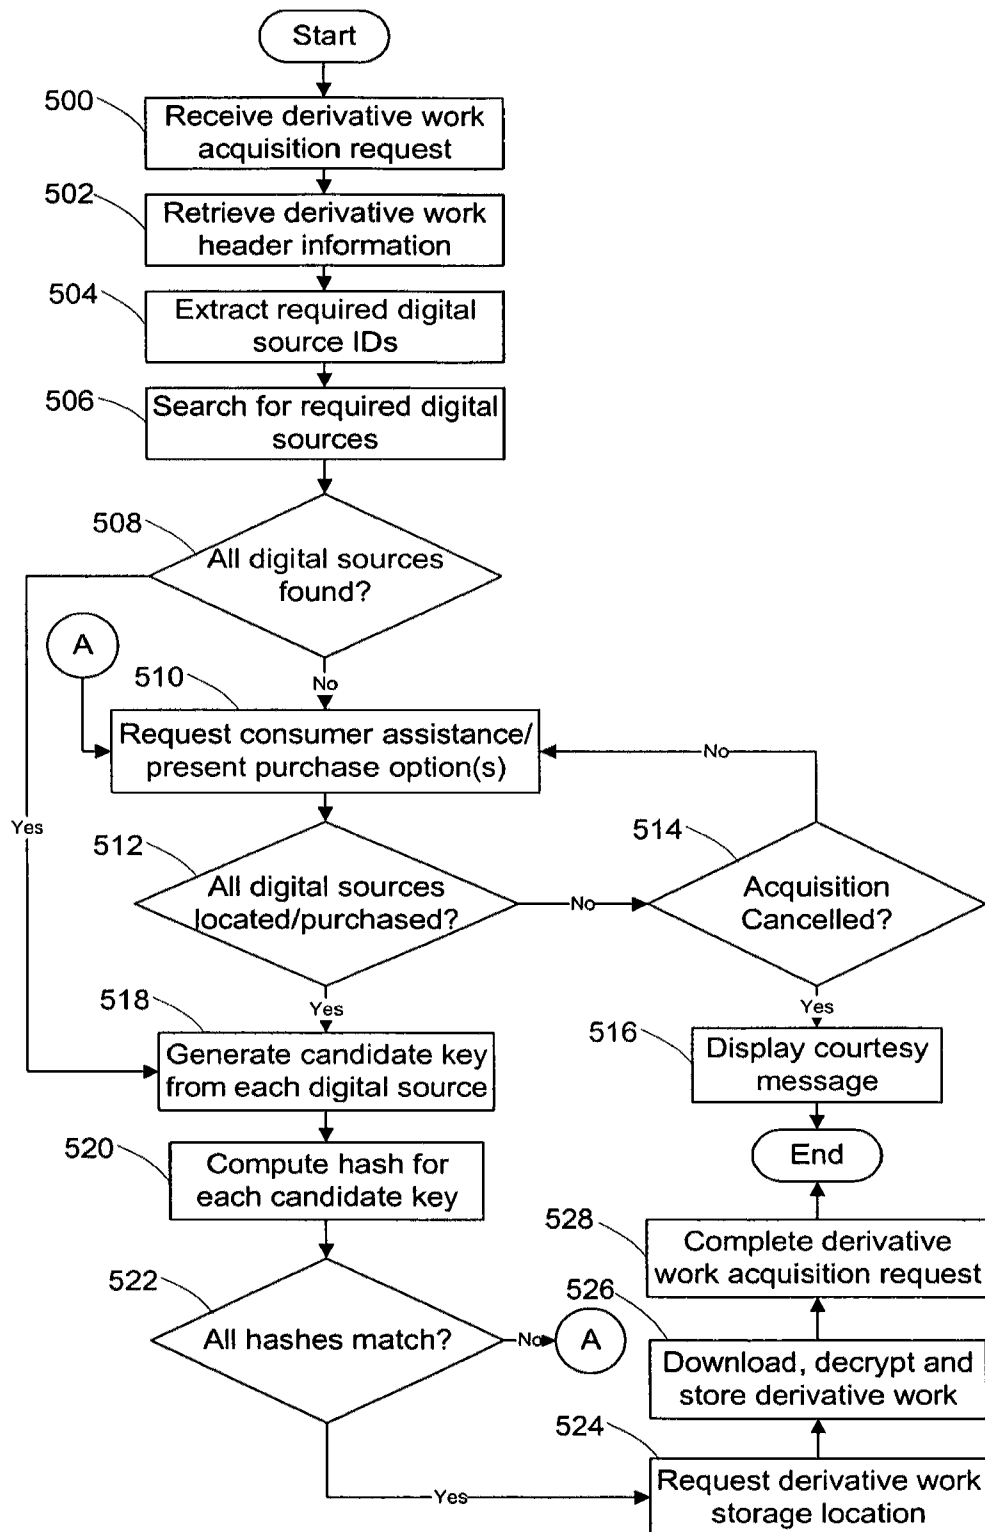 Start
500
Receive derivative work
acquisition request
502
Retrieve derivative work
header information
504
Extract required digital
source IDs
506
Search for required digital
sources
508
All digital sources
found?
A
No
510
Request consumer assistance/
present purchase option(s)
No
Yes
512
All digital sources
located/purchased?
No
514
Acquisition
Cancelled?
Yes
518
Generate candidate key
from each digital source
Yes
516
Display courtesy
message
520
Compute hash for
each candidate key
End
528
Complete derivative
work acquisition request
522
All hashes match?
No
A
526
Download, decrypt and
store derivative work
524
Yes
Request derivative work
storage location